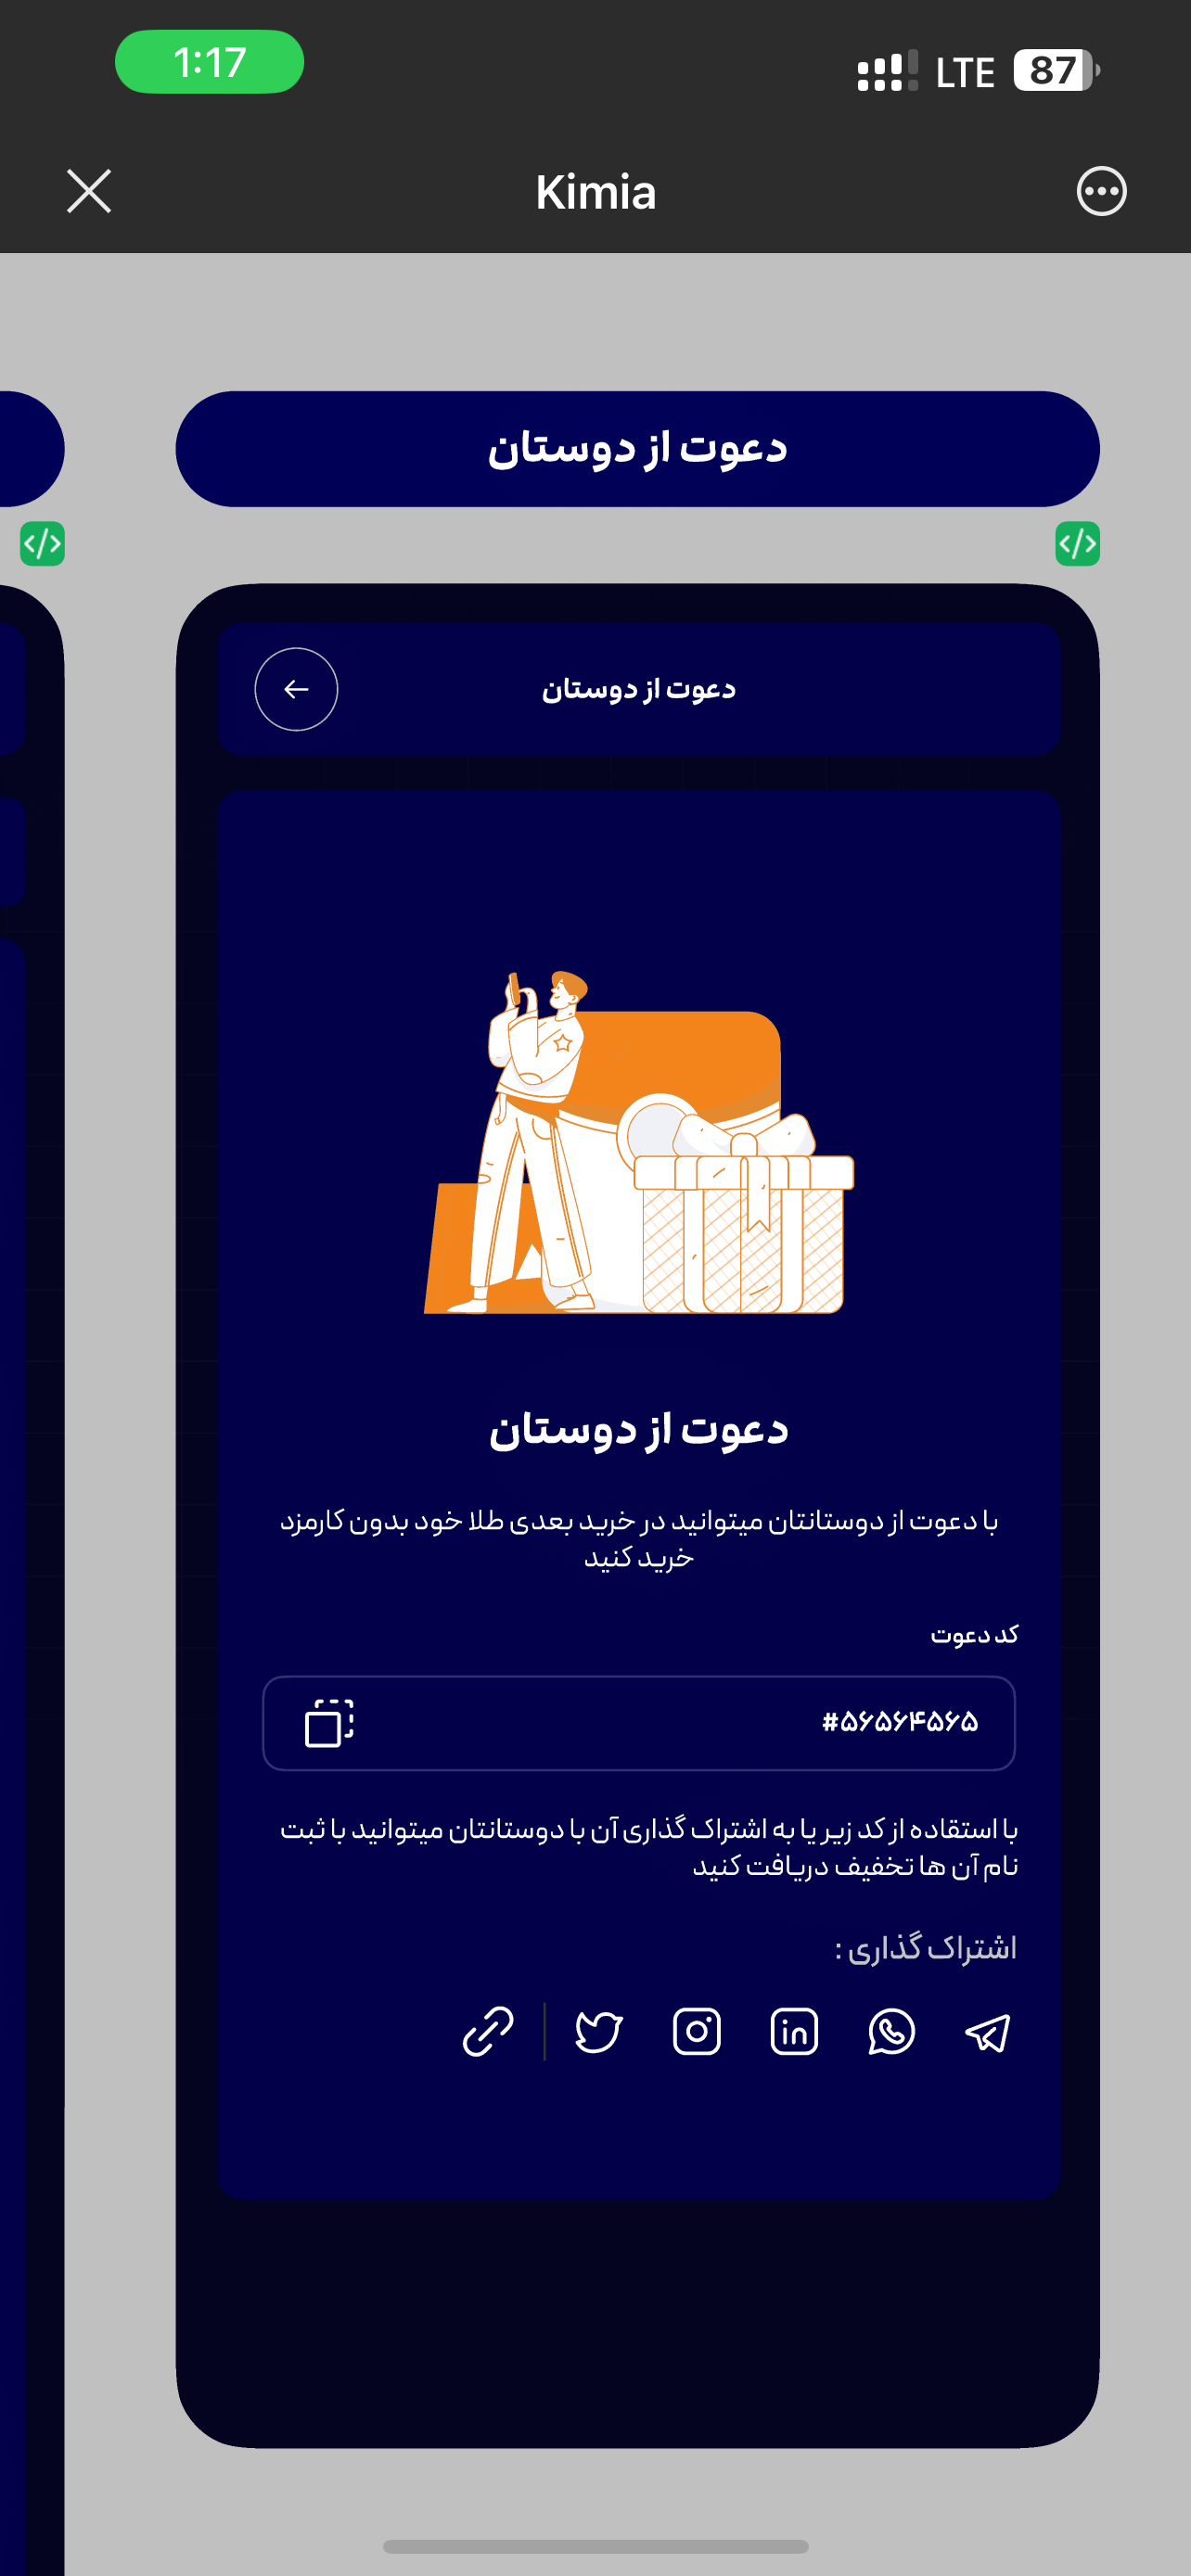 1:17
LTE
87
Kimia
دعوت از دوستان
دعوت از دوستان
دعوت از دوستان
با دعوت از دوستانتان میتوانید در خرید بعدی طلا خود بدون کارمزد
خرید کنید
کد دعوت
#۵۶۵۶۴۵۶۵
با استقاده از کد زیر یا به اشتراک گذاری آن با دوستانتان میتوانید با ثبت
نام آن ها تخفیف دریافت کنید
اشتراک گذاری :